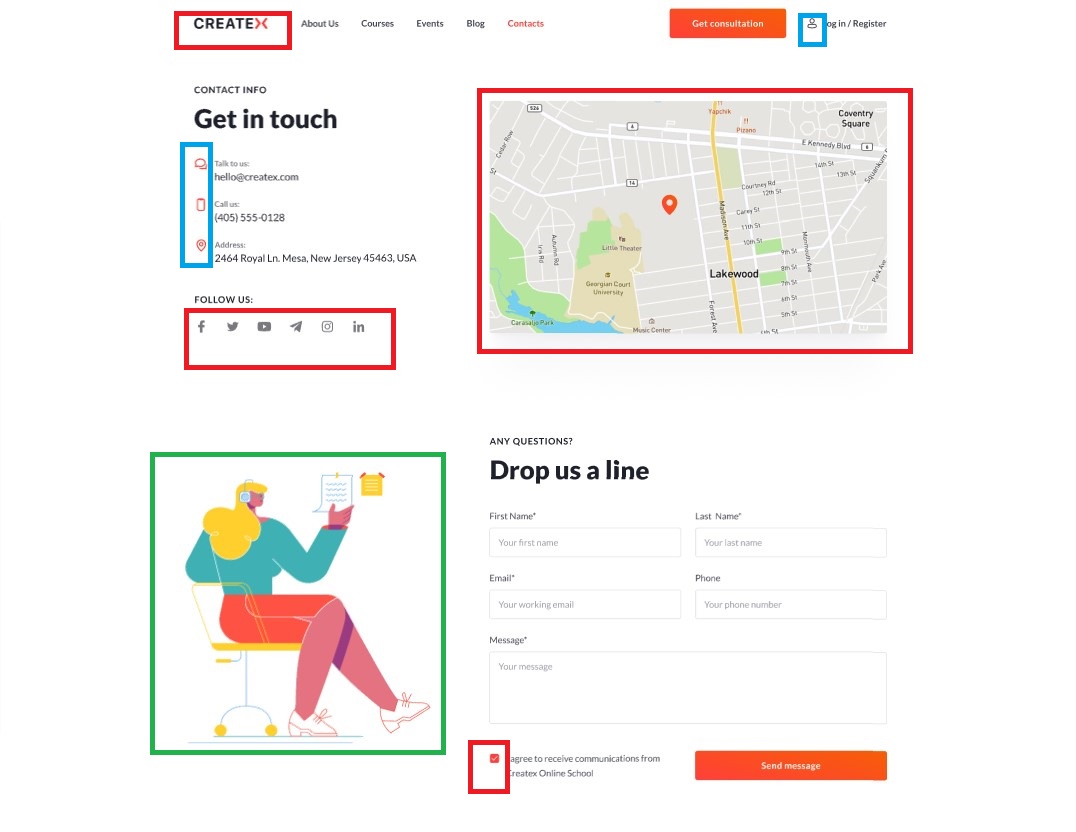 CREATEX About Us Courses Events Blog Contacts Get consultation Log in / Register
CONTACT INFO
Get in touch
Talk to us:
hello@createx.com
Call us:
(405) 555-0128
Address:
2464 Royal Ln. Mesa, New Jersey 45463, USA
FOLLOW US:
526
Yapchik
Coventry
Square
4
Pizano
E Kennedy Blvd
8
Cedar Row
14th St
13th St
St
14
Courtney Rd
12th St
Madison Ave
Carey St
11th St
10th St
9th St
Monmouth Ave
Autumn Rd
Iris Rd
Little Theater
Lakewood
8th St
7th St
Park Ave
Georgian Court
University
6th St
Forest Ave
5th St
Carasaljo Park
Music Center
ANY QUESTIONS?
Drop us a line
First Name* Last Name*
Your first name Your last name
Email* Phone
Your working email Your phone number
Message*
Your message
agree to receive communications from
Createx Online School
Send message